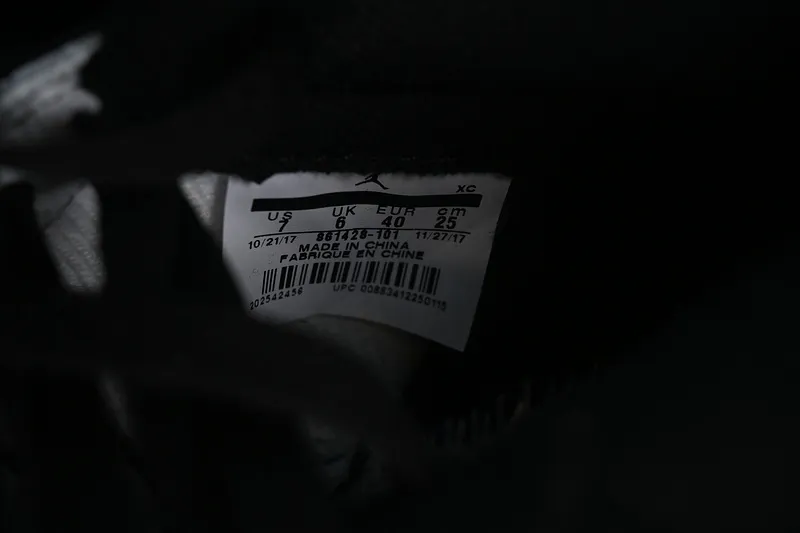 XC
US UK EUR cm
7 6 40 25
10/21/17 861428-101 11/27/17
MADE IN CHINA
FABRIQUE EN CHINE
202542456 UPC 00883412250115